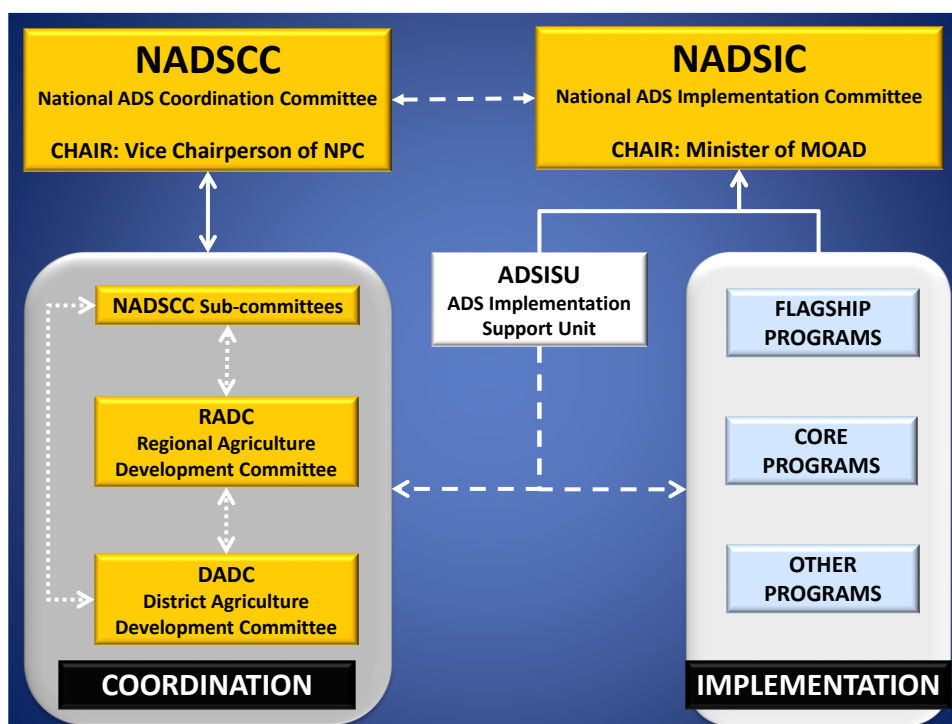 NADSCC
National ADS Coordination Committee
CHAIR: Vice Chairperson of NPC
NADSIC
National ADS Implementation Committee
CHAIR: Minister of MOAD
NADSCC Sub-committees
RADC
Regional Agriculture
Development Committee
DADC
District Agriculture
Development Committee
COORDINATION
ADSISU
ADS Implementation
Support Unit
FLAGSHIP
PROGRAMS
CORE
PROGRAMS
OTHER
PROGRAMS
IMPLEMENTATION